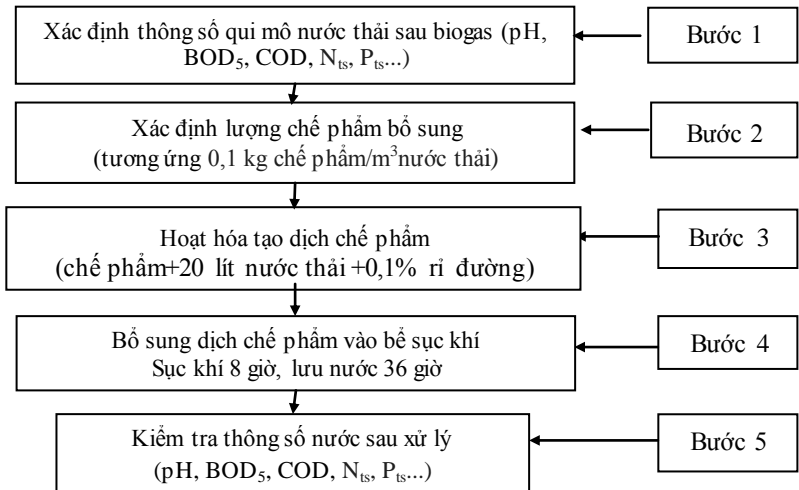 Xác định thông số qui mô nước thải sau biogas (pH,
BOD₅, COD, Nₜₛ, Pₜₛ...)
Bước 1
Xác định lượng chế phẩm bổ sung
(tương ứng 0,1 kg chế phẩm/m³nước thải)
Bước 2
Hoạt hóa tạo dịch chế phẩm
(chế phẩm+20 lít nước thải +0,1% rỉ đường)
Bước 3
Bổ sung dịch chế phẩm vào bể sục khí
Sục khí 8 giờ, lưu nước 36 giờ
Bước 4
Kiểm tra thông số nước sau xử lý
(pH, BOD₅, COD, Nₜₛ, Pₜₛ...)
Bước 5